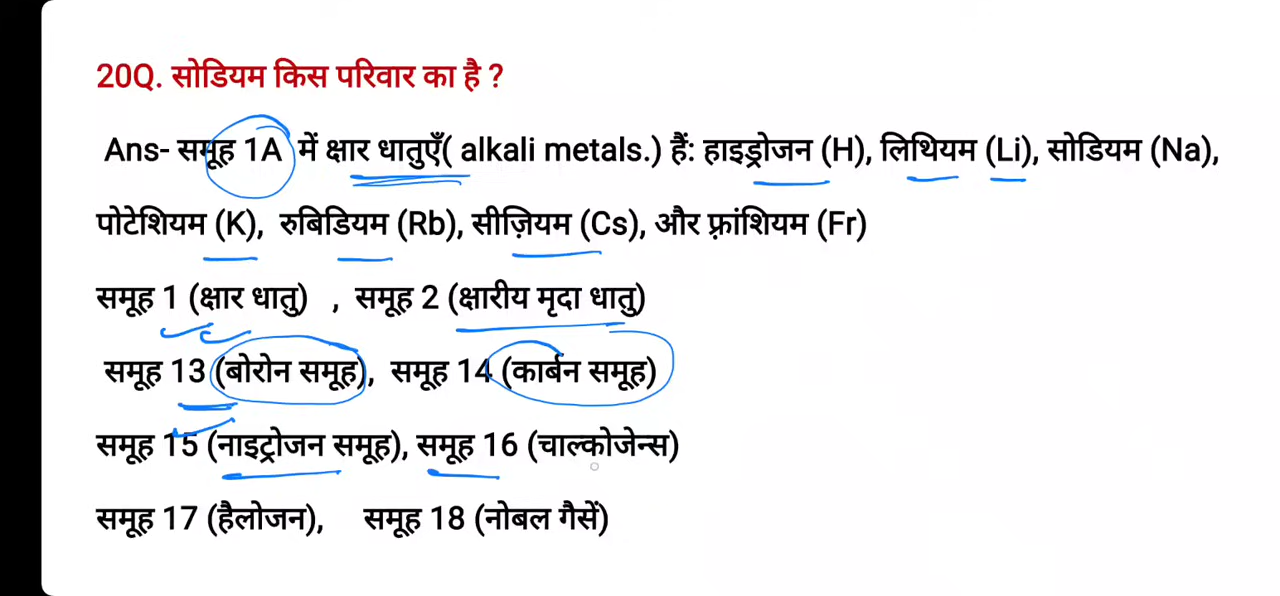 20Q. सोडियम किस परिवार का है ?
Ans- समूह 1A में क्षार धातुएँ( alkali metals.) हैं: हाइड्रोजन (H), लिथियम (Li), सोडियम (Na),
पोटेशियम (K), रुबिडियम (Rb), सीज़ियम (Cs), और फ़्रांशियम (Fr)
समूह 1 (क्षार धातु) , समूह 2 (क्षारीय मृदा धातु)
समूह 13 (बोरोन समूह), समूह 14 (कार्बन समूह)
समूह 15 (नाइट्रोजन समूह), समूह 16 (चाल्कोजेन्स)
समूह 17 (हैलोजन), समूह 18 (नोबल गैसें)